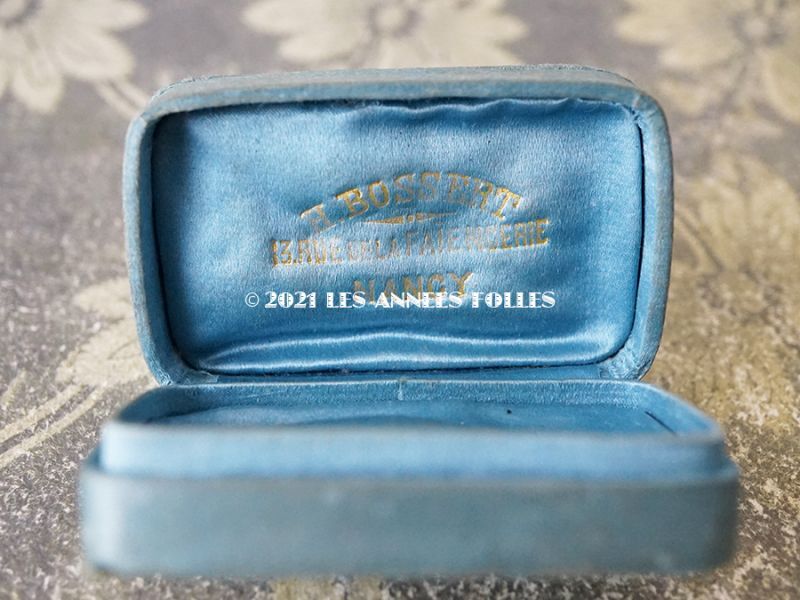 H BOSSERT
13. RUE DE LA FAIENCERIE
NANCY
© 2021 LES ANNEES FOLLES